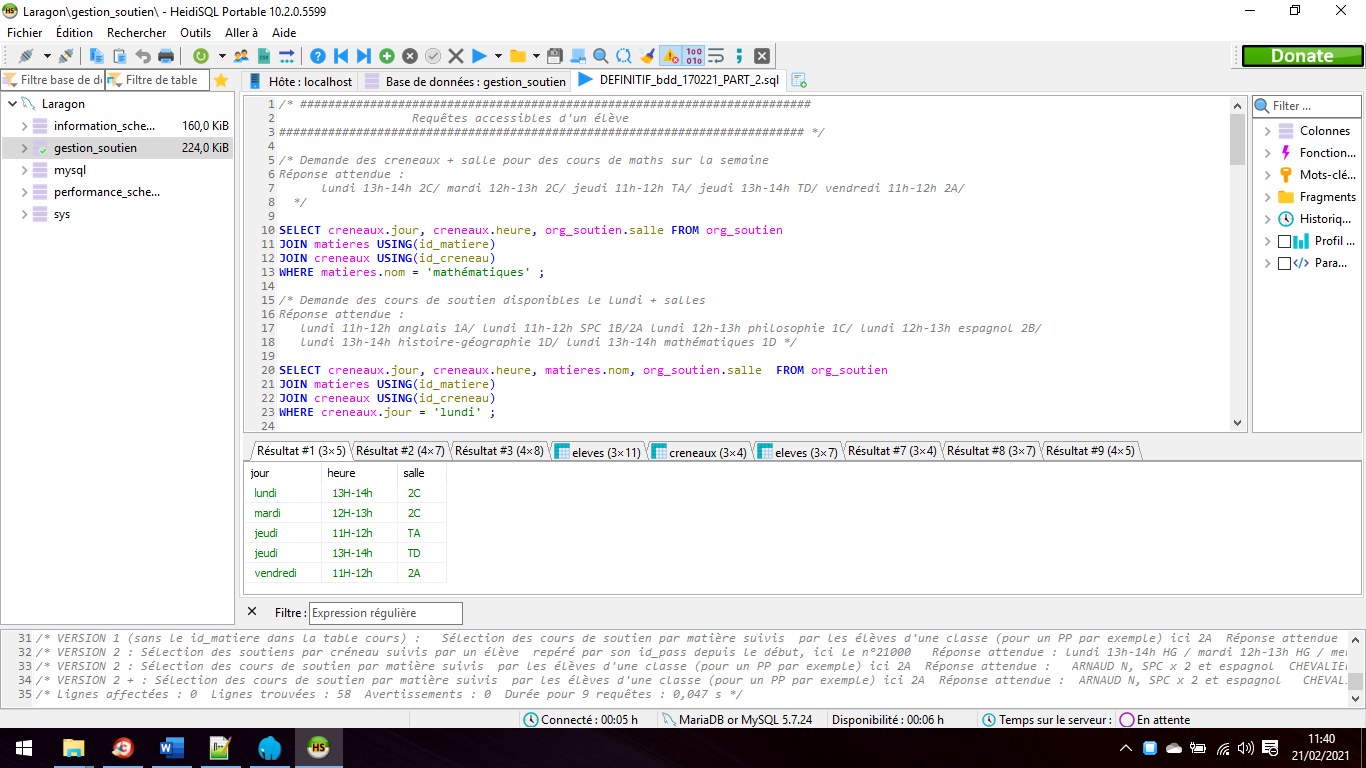 Laragon\gestion_soutien\ - HeidiSQL Portable 10.2.0.5599
Fichier Édition Rechercher Outils Aller à Aide
Donate
Filtre base de do Filtre de table
Hôte : localhost Base de données : gestion_soutien DEFINITIF_bdd_170221_PART_2.sql
Laragon
information_sche... 160,0 KiB
gestion_soutien 224,0 KiB
mysql
performance_sche...
sys
1 /* #########################################################################
2 Requêtes accessibles d'un élève
3 ########################################################################### */
4
5 /* Demande des creneaux + salle pour des cours de maths sur la semaine
6 Réponse attendue :
7 lundi 13h-14h 2C/ mardi 12h-13h 2C/ jeudi 11h-12h TA/ jeudi 13h-14h TD/ vendredi 11h-12h 2A/
8 */
9
10 SELECT creneaux.jour, creneaux.heure, org_soutien.salle FROM org_soutien
11 JOIN matieres USING(id_matiere)
12 JOIN creneaux USING(id_creneau)
13 WHERE matieres.nom = 'mathématiques' ;
14
15 /* Demande des cours de soutien disponibles le lundi + salles
16 Réponse attendue :
17 lundi 11h-12h anglais 1A/ lundi 11h-12h SPC 1B/2A lundi 12h-13h philosophie 1C/ lundi 12h-13h espagnol 2B/
18 lundi 13h-14h histoire-géographie 1D/ lundi 13h-14h mathématiques 1D */
19
20 SELECT creneaux.jour, creneaux.heure, matieres.nom, org_soutien.salle FROM org_soutien
21 JOIN matieres USING(id_matiere)
22 JOIN creneaux USING(id_creneau)
23 WHERE creneaux.jour = 'lundi' ;
24
Filtrer ...
Colonnes
Fonction...
Mots-clé...
Fragments
Historiq...
Profil ...
Para...
Résultat #1 (3×5) Résultat #2 (4×7) Résultat #3 (4×8) eleves (3×11) creneaux (3×4) eleves (3×7) Résultat #7 (3×4) Résultat #8 (3×7) Résultat #9 (4×5)
jour heure salle
lundi 13H-14h 2C
mardi 12H-13h 2C
jeudi 11H-12h TA
jeudi 13H-14h TD
vendredi 11H-12h 2A
Filtre : Expression régulière
31 /* VERSION 1 (sans le id_matiere dans la table cours) : Sélection des cours de soutien par matière suivis par les élèves d'une classe (pour un PP par exemple) ici 2A Réponse attendue
32 /* VERSION 2 : Sélection des soutiens par créneau suivis par un élève repéré par son id_pass depuis le début, ici le n°21000 Réponse attendue : lundi 13h-14h HG / mardi 12h-13h HG / me
33 /* VERSION 2 : Sélection des cours de soutien par matière suivis par les élèves d'une classe (pour un PP par exemple) ici 2A Réponse attendue : ARNAUD N, SPC x 2 et espagnol CHEVALIE
34 /* VERSION 2 + : Sélection des cours de soutien par matière suivis par les élèves d'une classe (pour un PP par exemple) ici 2A Réponse attendue : ARNAUD N, SPC x 2 et espagnol CHEVAL
35 /* Lignes affectées : 0 Lignes trouvées : 58 Avertissements : 0 Durée pour 9 requêtes : 0,047 s */
Connecté : 00:05 h MariaDB or MySQL 5.7.24 Disponibilité : 00:06 h Temps sur le serveur : En attente
11:40
21/02/2021